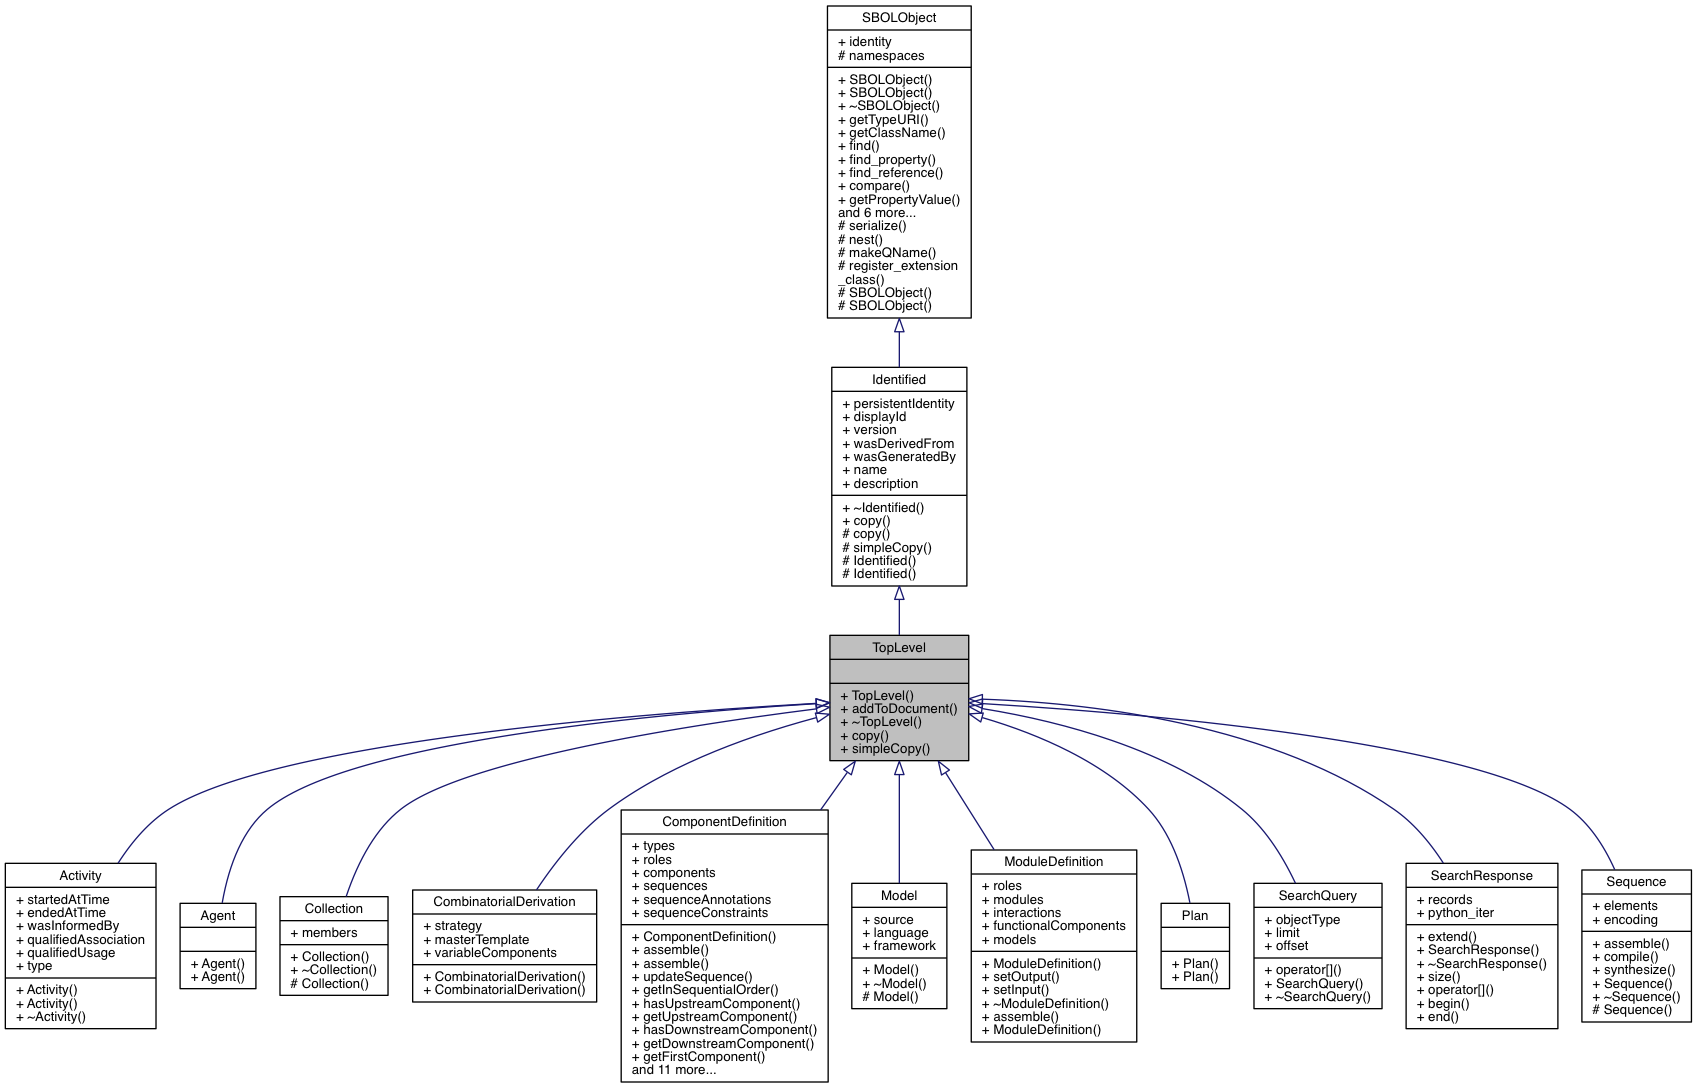 SBOLObject
+ identity
# namespaces
+ SBOLObject()
+ SBOLObject()
+ ~SBOLObject()
+ getTypeURI()
+ getClassName()
+ find()
+ find_property()
+ find_reference()
+ compare()
+ getPropertyValue()
and 6 more...
# serialize()
# nest()
# makeQName()
# register_extension
_class()
# SBOLObject()
# SBOLObject()
Identified
+ persistentIdentity
+ displayId
+ version
+ wasDerivedFrom
+ wasGeneratedBy
+ name
+ description
+ ~Identified()
+ copy()
# copy()
# simpleCopy()
# Identified()
# Identified()
TopLevel
+ TopLevel()
+ addToDocument()
+ ~TopLevel()
+ copy()
+ simpleCopy()
Activity
+ startedAtTime
+ endedAtTime
+ wasInformedBy
+ qualifiedAssociation
+ qualifiedUsage
+ type
+ Activity()
+ Activity()
+ ~Activity()
Agent
+ Agent()
+ Agent()
Collection
+ members
+ Collection()
+ ~Collection()
# Collection()
CombinatorialDerivation
+ strategy
+ masterTemplate
+ variableComponents
+ CombinatorialDerivation()
+ CombinatorialDerivation()
ComponentDefinition
+ types
+ roles
+ components
+ sequences
+ sequenceAnnotations
+ sequenceConstraints
+ ComponentDefinition()
+ assemble()
+ assemble()
+ updateSequence()
+ getInSequentialOrder()
+ hasUpstreamComponent()
+ getUpstreamComponent()
+ hasDownstreamComponent()
+ getDownstreamComponent()
+ getFirstComponent()
and 11 more...
Model
+ source
+ language
+ framework
+ Model()
+ ~Model()
# Model()
ModuleDefinition
+ roles
+ modules
+ interactions
+ functionalComponents
+ models
+ ModuleDefinition()
+ setOutput()
+ setInput()
+ ~ModuleDefinition()
+ assemble()
+ ModuleDefinition()
Plan
+ Plan()
+ Plan()
SearchQuery
+ objectType
+ limit
+ offset
+ operator[]()
+ SearchQuery()
+ ~SearchQuery()
SearchResponse
+ records
+ python_iter
+ extend()
+ SearchResponse()
+ ~SearchResponse()
+ size()
+ operator[]()
+ begin()
+ end()
Sequence
+ elements
+ encoding
+ assemble()
+ compile()
+ synthesize()
+ Sequence()
+ ~Sequence()
# Sequence()